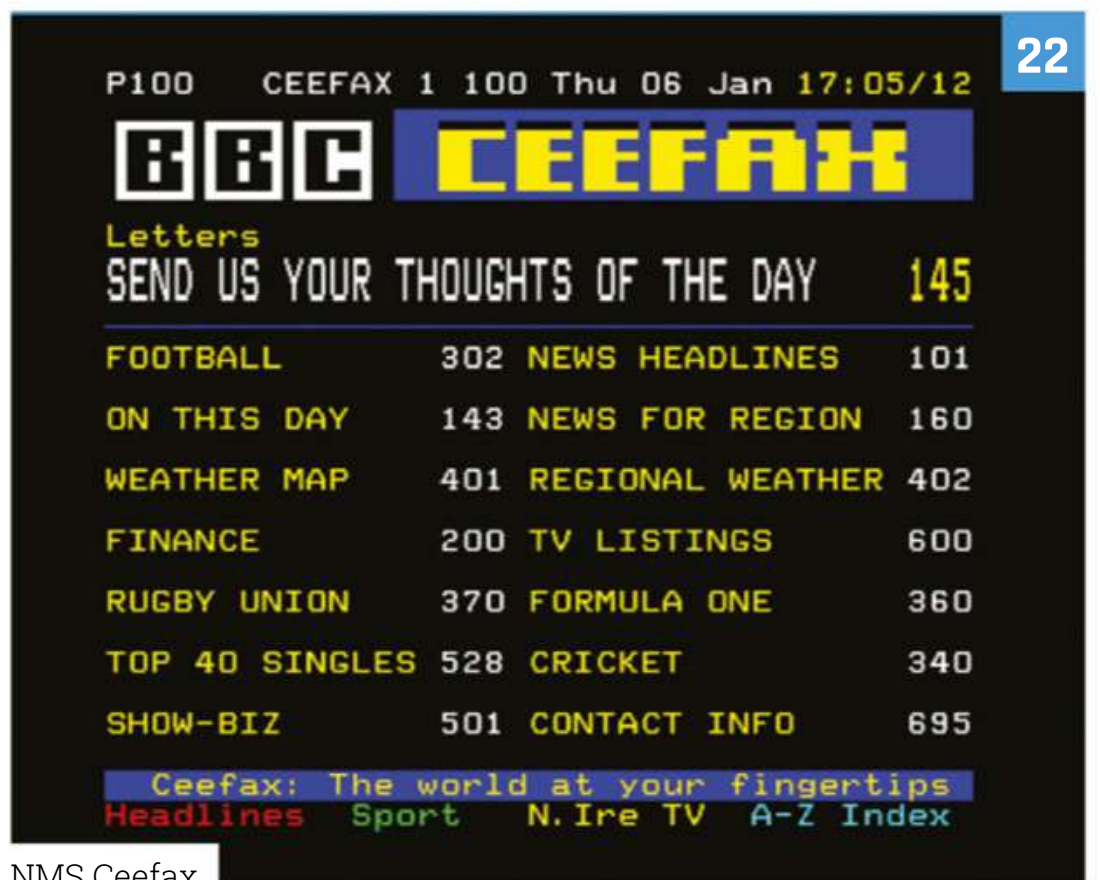 22
P100 CEEFAX 1 100 Thu 06 Jan 17:05/12
BBC CEEFAX
Letters
SEND US YOUR THOUGHTS OF THE DAY 145
FOOTBALL 302 NEWS HEADLINES 101
ON THIS DAY 143 NEWS FOR REGION 160
WEATHER MAP 401 REGIONAL WEATHER 402
FINANCE 200 TV LISTINGS 600
RUGBY UNION 370 FORMULA ONE 360
TOP 40 SINGLES 528 CRICKET 340
SHOW-BIZ 501 CONTACT INFO 695
Ceefax: The world at your fingertips
Headlines Sport N.Ire TV A-Z Index
NMS Ceefax